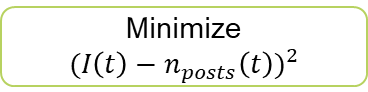 Minimize
(I(t) − n_posts(t))²